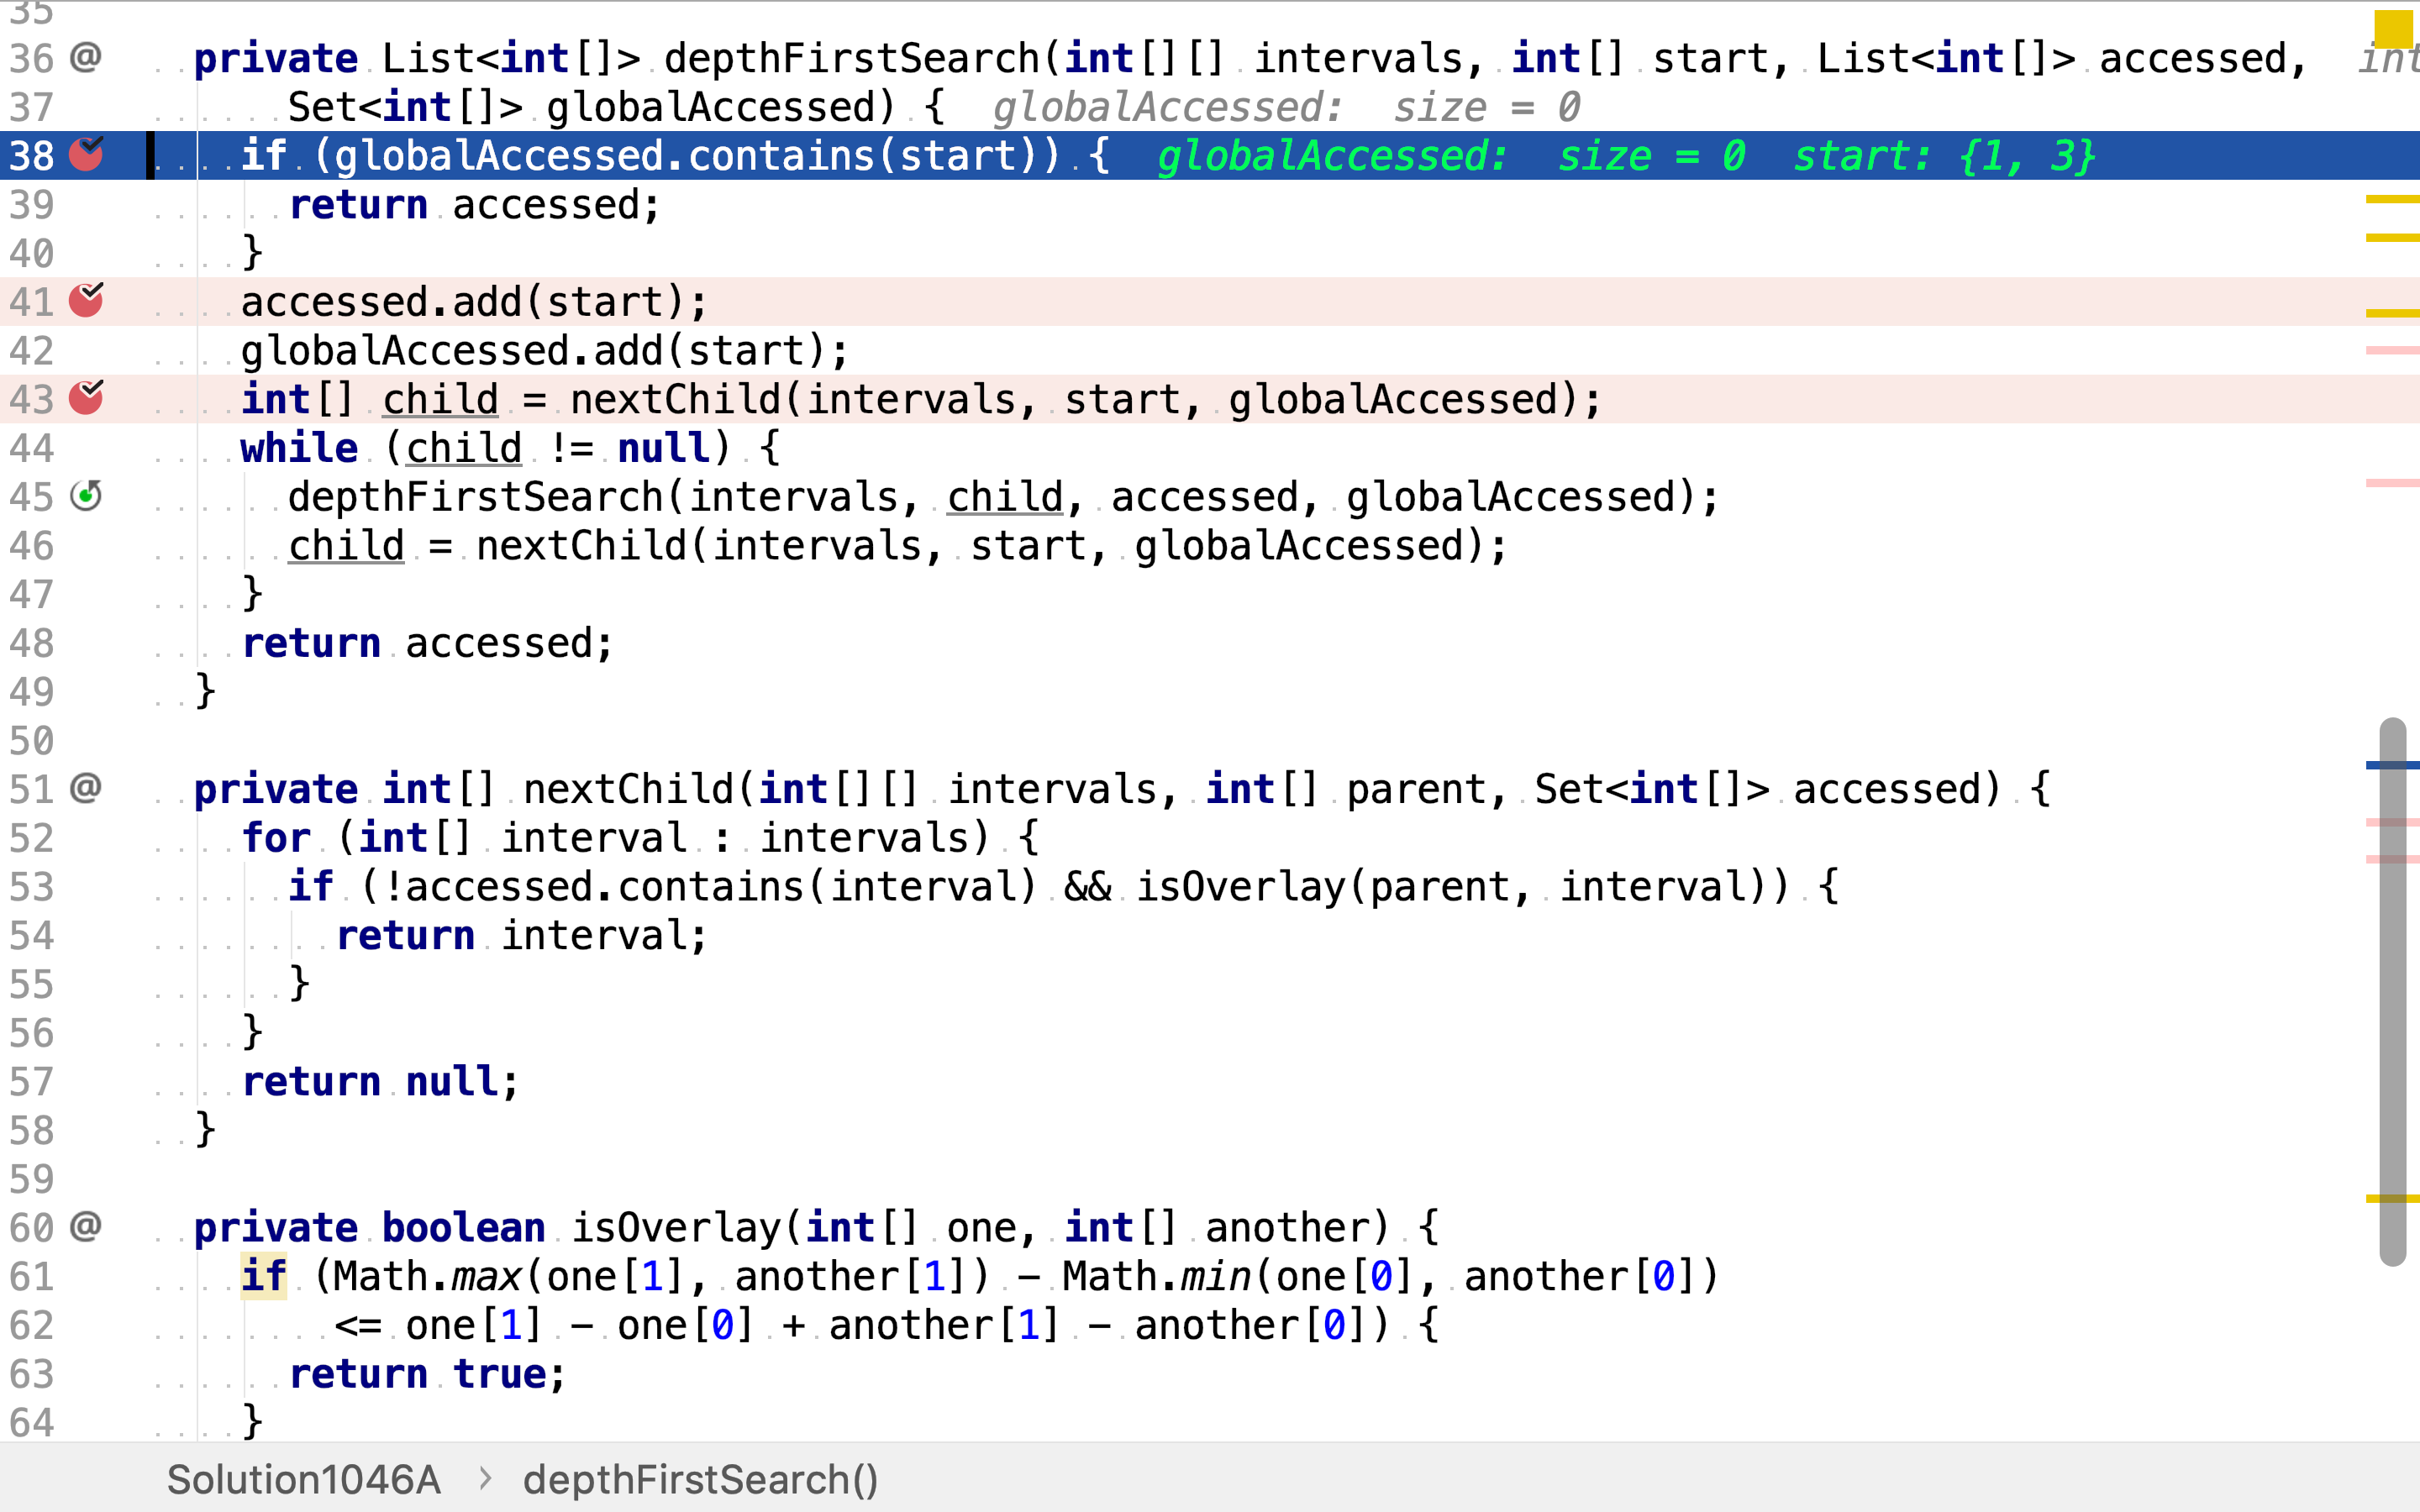 35
36 @ private List<int[]> depthFirstSearch(int[][] intervals, int[] start, List<int[]> accessed, int
37 Set<int[]> globalAccessed) { globalAccessed: size = 0
38 if (globalAccessed.contains(start)) { globalAccessed: size = 0 start: {1, 3}
39 return accessed;
40 }
41 accessed.add(start);
42 globalAccessed.add(start);
43 int[] child = nextChild(intervals, start, globalAccessed);
44 while (child != null) {
45 depthFirstSearch(intervals, child, accessed, globalAccessed);
46 child = nextChild(intervals, start, globalAccessed);
47 }
48 return accessed;
49 }
50
51 @ private int[] nextChild(int[][] intervals, int[] parent, Set<int[]> accessed) {
52 for (int[] interval : intervals) {
53 if (!accessed.contains(interval) && isOverlay(parent, interval)) {
54 return interval;
55 }
56 }
57 return null;
58 }
59
60 @ private boolean isOverlay(int[] one, int[] another) {
61 if (Math.max(one[1], another[1]) - Math.min(one[0], another[0])
62 <= one[1] - one[0] + another[1] - another[0]) {
63 return true;
64 }
Solution1046A › depthFirstSearch()